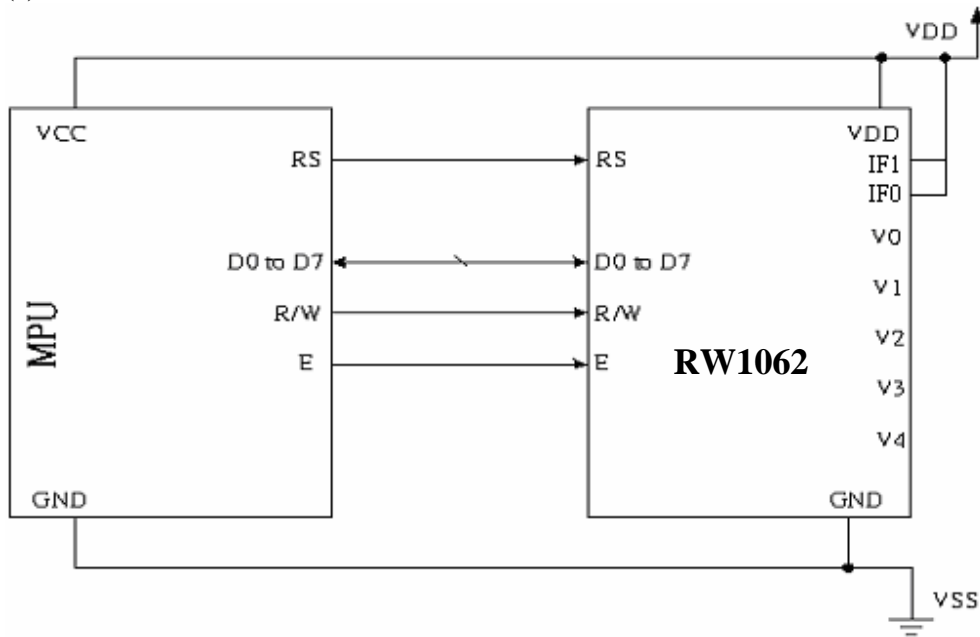 VDD
VCC
RS
D0 to D7
R/W
E
MPU
GND
RS
D0 to D7
R/W
E
RW1062
VDD
IF1
IF0
V0
V1
V2
V3
V4
GND
VSS